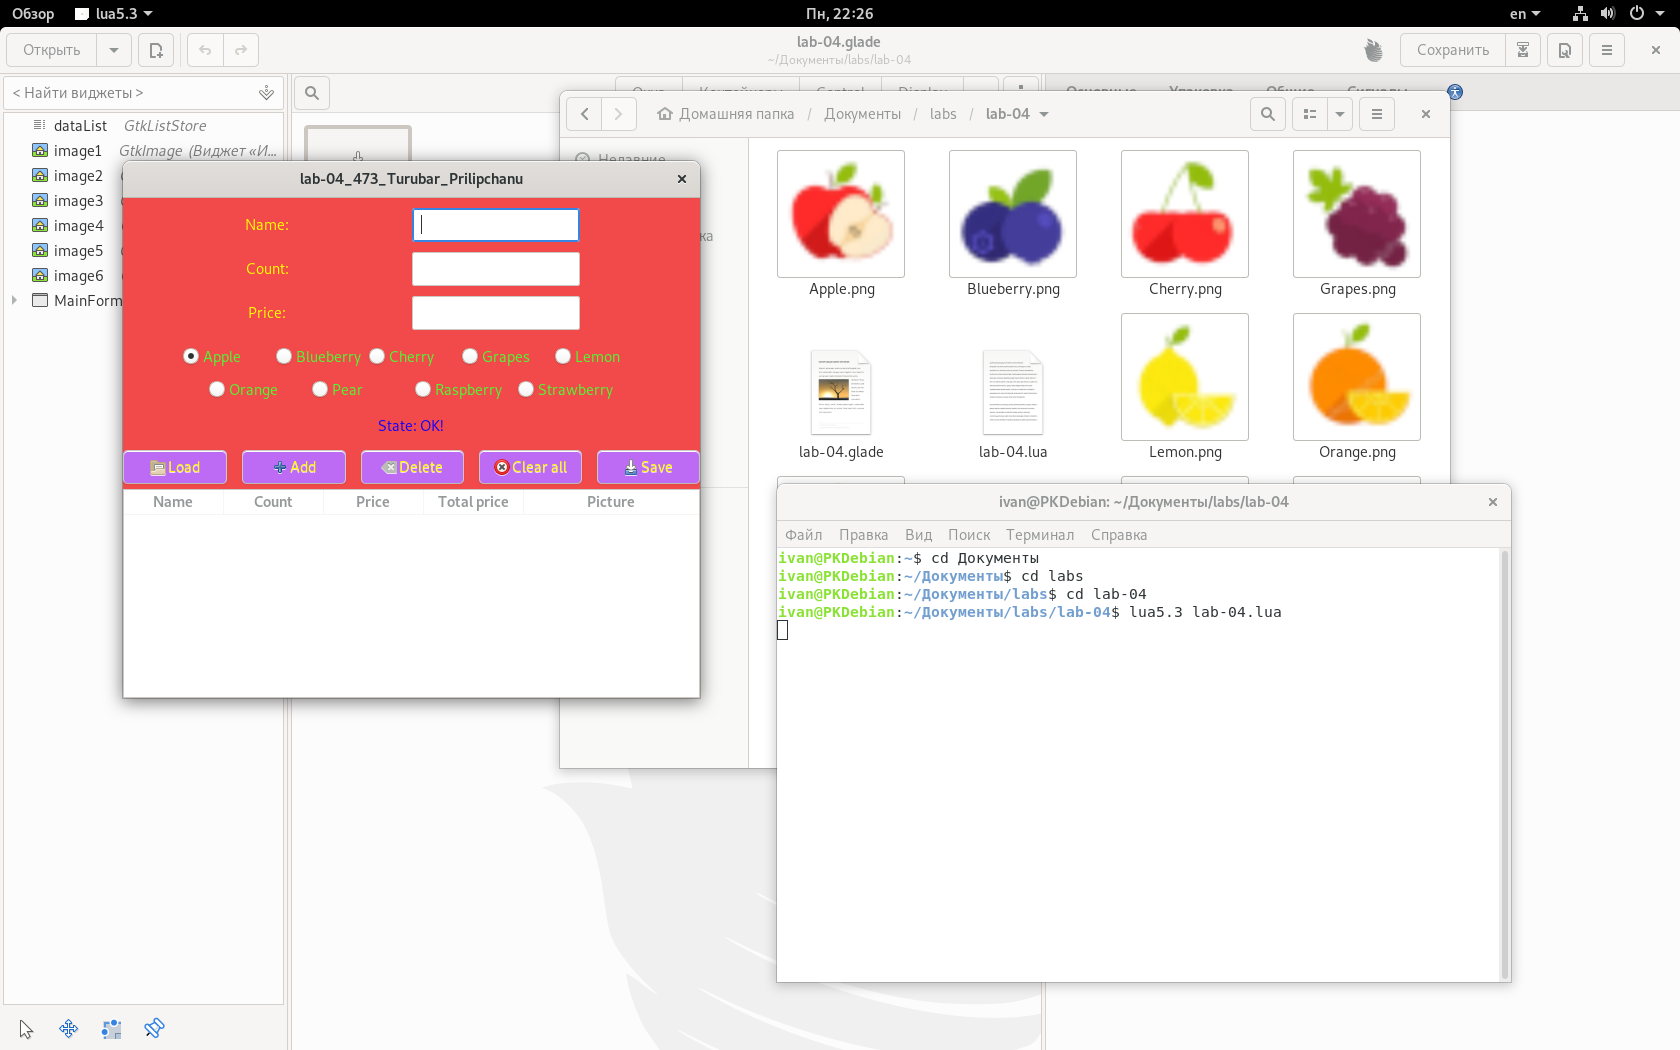 Обзор lua5.3 Пн, 22:26 en
Открыть lab-04.glade Сохранить
~/Документы/labs/lab-04
< Найти виджеты >
dataList GtkListStore
image1 GtkImage (Виджет «И...
image2
image3
image4
image5
image6
MainForm
Домашняя папка / Документы / labs / lab-04
Недавние
ка
Apple.png Blueberry.png Cherry.png Grapes.png
lab-04.glade lab-04.lua Lemon.png Orange.png
lab-04_473_Turubar_Prilipchanu
Name:
Count:
Price:
Apple Blueberry Cherry Grapes Lemon
Orange Pear Raspberry Strawberry
State: OK!
Load Add Delete Clear all Save
Name Count Price Total price Picture
ivan@PKDebian: ~/Документы/labs/lab-04
Файл Правка Вид Поиск Терминал Справка
ivan@PKDebian:~$ cd Документы
ivan@PKDebian:~/Документы$ cd labs
ivan@PKDebian:~/Документы/labs$ cd lab-04
ivan@PKDebian:~/Документы/labs/lab-04$ lua5.3 lab-04.lua